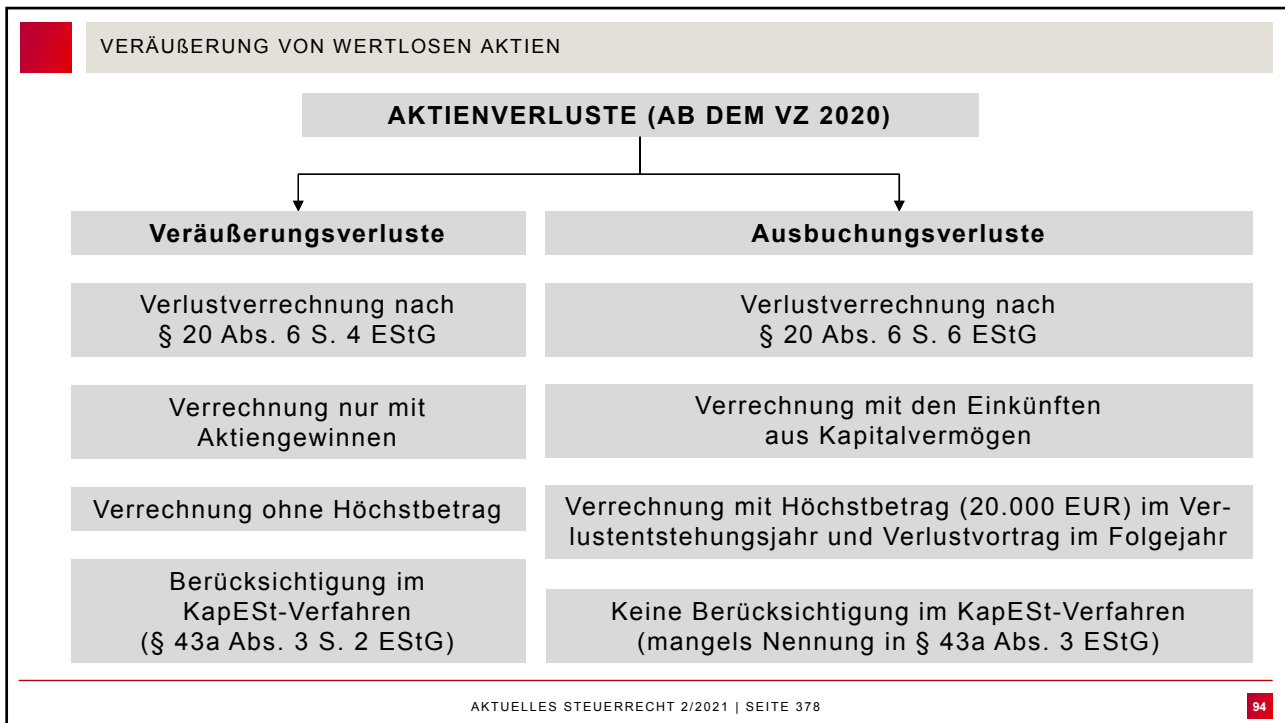 VERÄUßERUNG VON WERTLOSEN AKTIEN
AKTIENVERLUSTE (AB DEM VZ 2020)
Veräußerungsverluste
Verlustverrechnung nach
§ 20 Abs. 6 S. 4 EStG
Verrechnung nur mit
Aktiengewinnen
Verrechnung ohne Höchstbetrag
Berücksichtigung im
KapESt-Verfahren
(§ 43a Abs. 3 S. 2 EStG)
Ausbuchungsverluste
Verlustverrechnung nach
§ 20 Abs. 6 S. 6 EStG
Verrechnung mit den Einkünften
aus Kapitalvermögen
Verrechnung mit Höchstbetrag (20.000 EUR) im Ver-
lustentstehungsjahr und Verlustvortrag im Folgejahr
Keine Berücksichtigung im KapESt-Verfahren
(mangels Nennung in § 43a Abs. 3 EStG)
AKTUELLES STEUERRECHT 2/2021 | SEITE 378
94